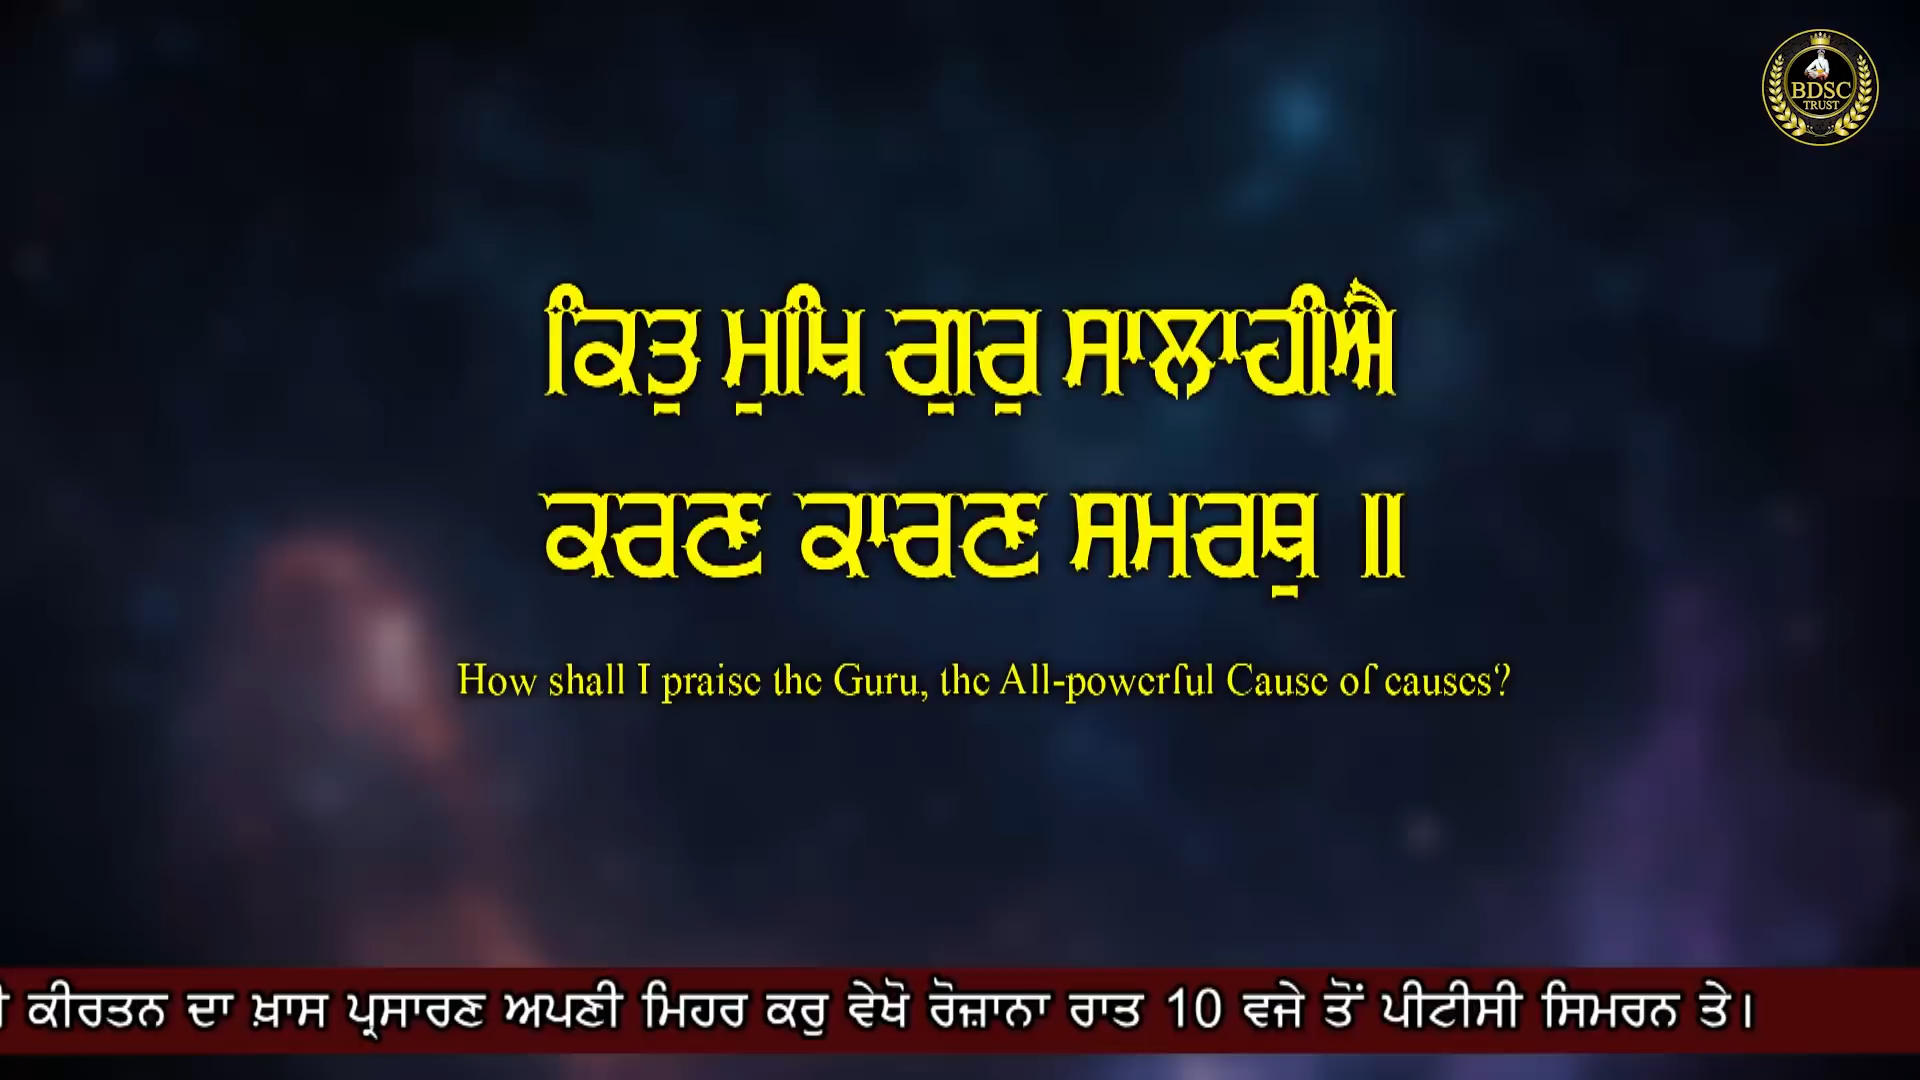 BDSC
TRUST
ਕਿਤੁ ਮੁਖਿ ਗੁਰੁ ਸਾਲਾਹੀਐ
ਕਰਣ ਕਾਰਣ ਸਮਰਥੁ ॥
How shall I praise the Guru, the All-powerful Cause of causes?
ਕੀਰਤਨ ਦਾ ਖ਼ਾਸ ਪ੍ਰਸਾਰਣ ਅਪਣੀ ਮਿਹਰ ਕਰੁ ਵੇਖੋ ਰੋਜ਼ਾਨਾ ਰਾਤ 10 ਵਜੇ ਤੋਂ ਪੀਟੀਸੀ ਸਿਮਰਨ ਤੇ।